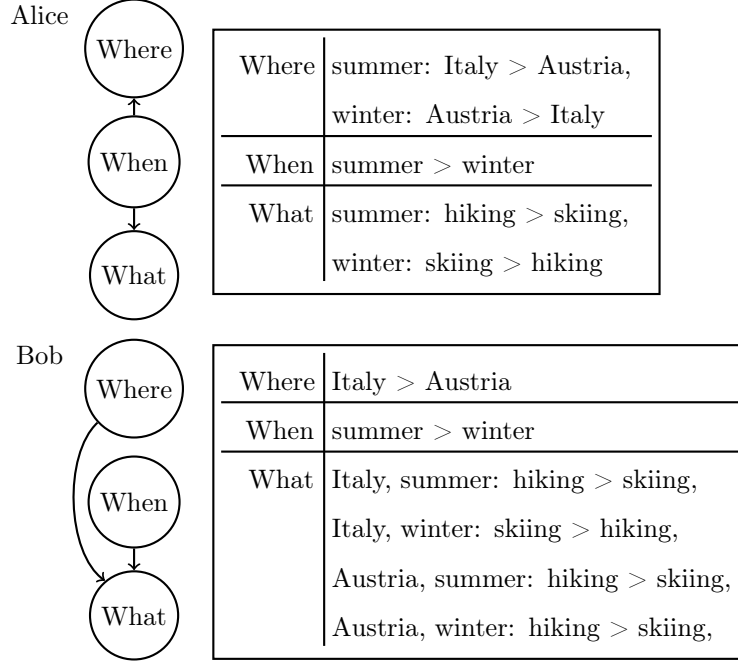 Alice
Where
When
What
Where summer: Italy > Austria,
winter: Austria > Italy
When summer > winter
What summer: hiking > skiing,
winter: skiing > hiking
Bob
Where
When
What
Where Italy > Austria
When summer > winter
What Italy, summer: hiking > skiing,
Italy, winter: skiing > hiking,
Austria, summer: hiking > skiing,
Austria, winter: hiking > skiing,